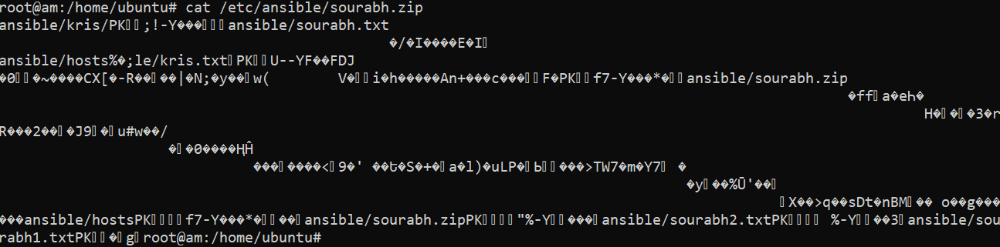 root@am:/home/ubuntu# cat /etc/ansible/sourabh.zip
ansible/kris/PK▯▯;!-Y���▯▯▯ansible/sourabh.txt
�/�I����E�I▯
ansible/hosts%�;le/kris.txt▯PK▯▯U--YF��FDJ
�0▯▯�~����CX[�-R��▯��|�N;�y��▯w(
V�▯▯i�h�����An+���c���▯▯F�PK▯▯f7-Y���*�▯▯ansible/sourabh.zip
�ff▯a�eh�
H�▯�▯�3�r
R���2��▯�J9▯�▯u#w��/
�▯�0����ҢĤ
���▯����<▯9�' ��Ե�S�+�▯a�l)�uLP�▯Ь▯▯���>TW7�m�Y7▯ �
�y▯��%Ū'��▯
▯X��>q��sDt�nBM▯�� o��g���
���ansible/hostsPK▯▯▯▯f7-Y���*�▯▯��▯ansible/sourabh.zipPK▯▯▯▯"%-Y▯▯���▯ansible/sourabh2.txtPK▯▯▯▯ %-Y▯▯��3▯ansible/sou
rabh1.txtPK▯▯�▯g▯root@am:/home/ubuntu#